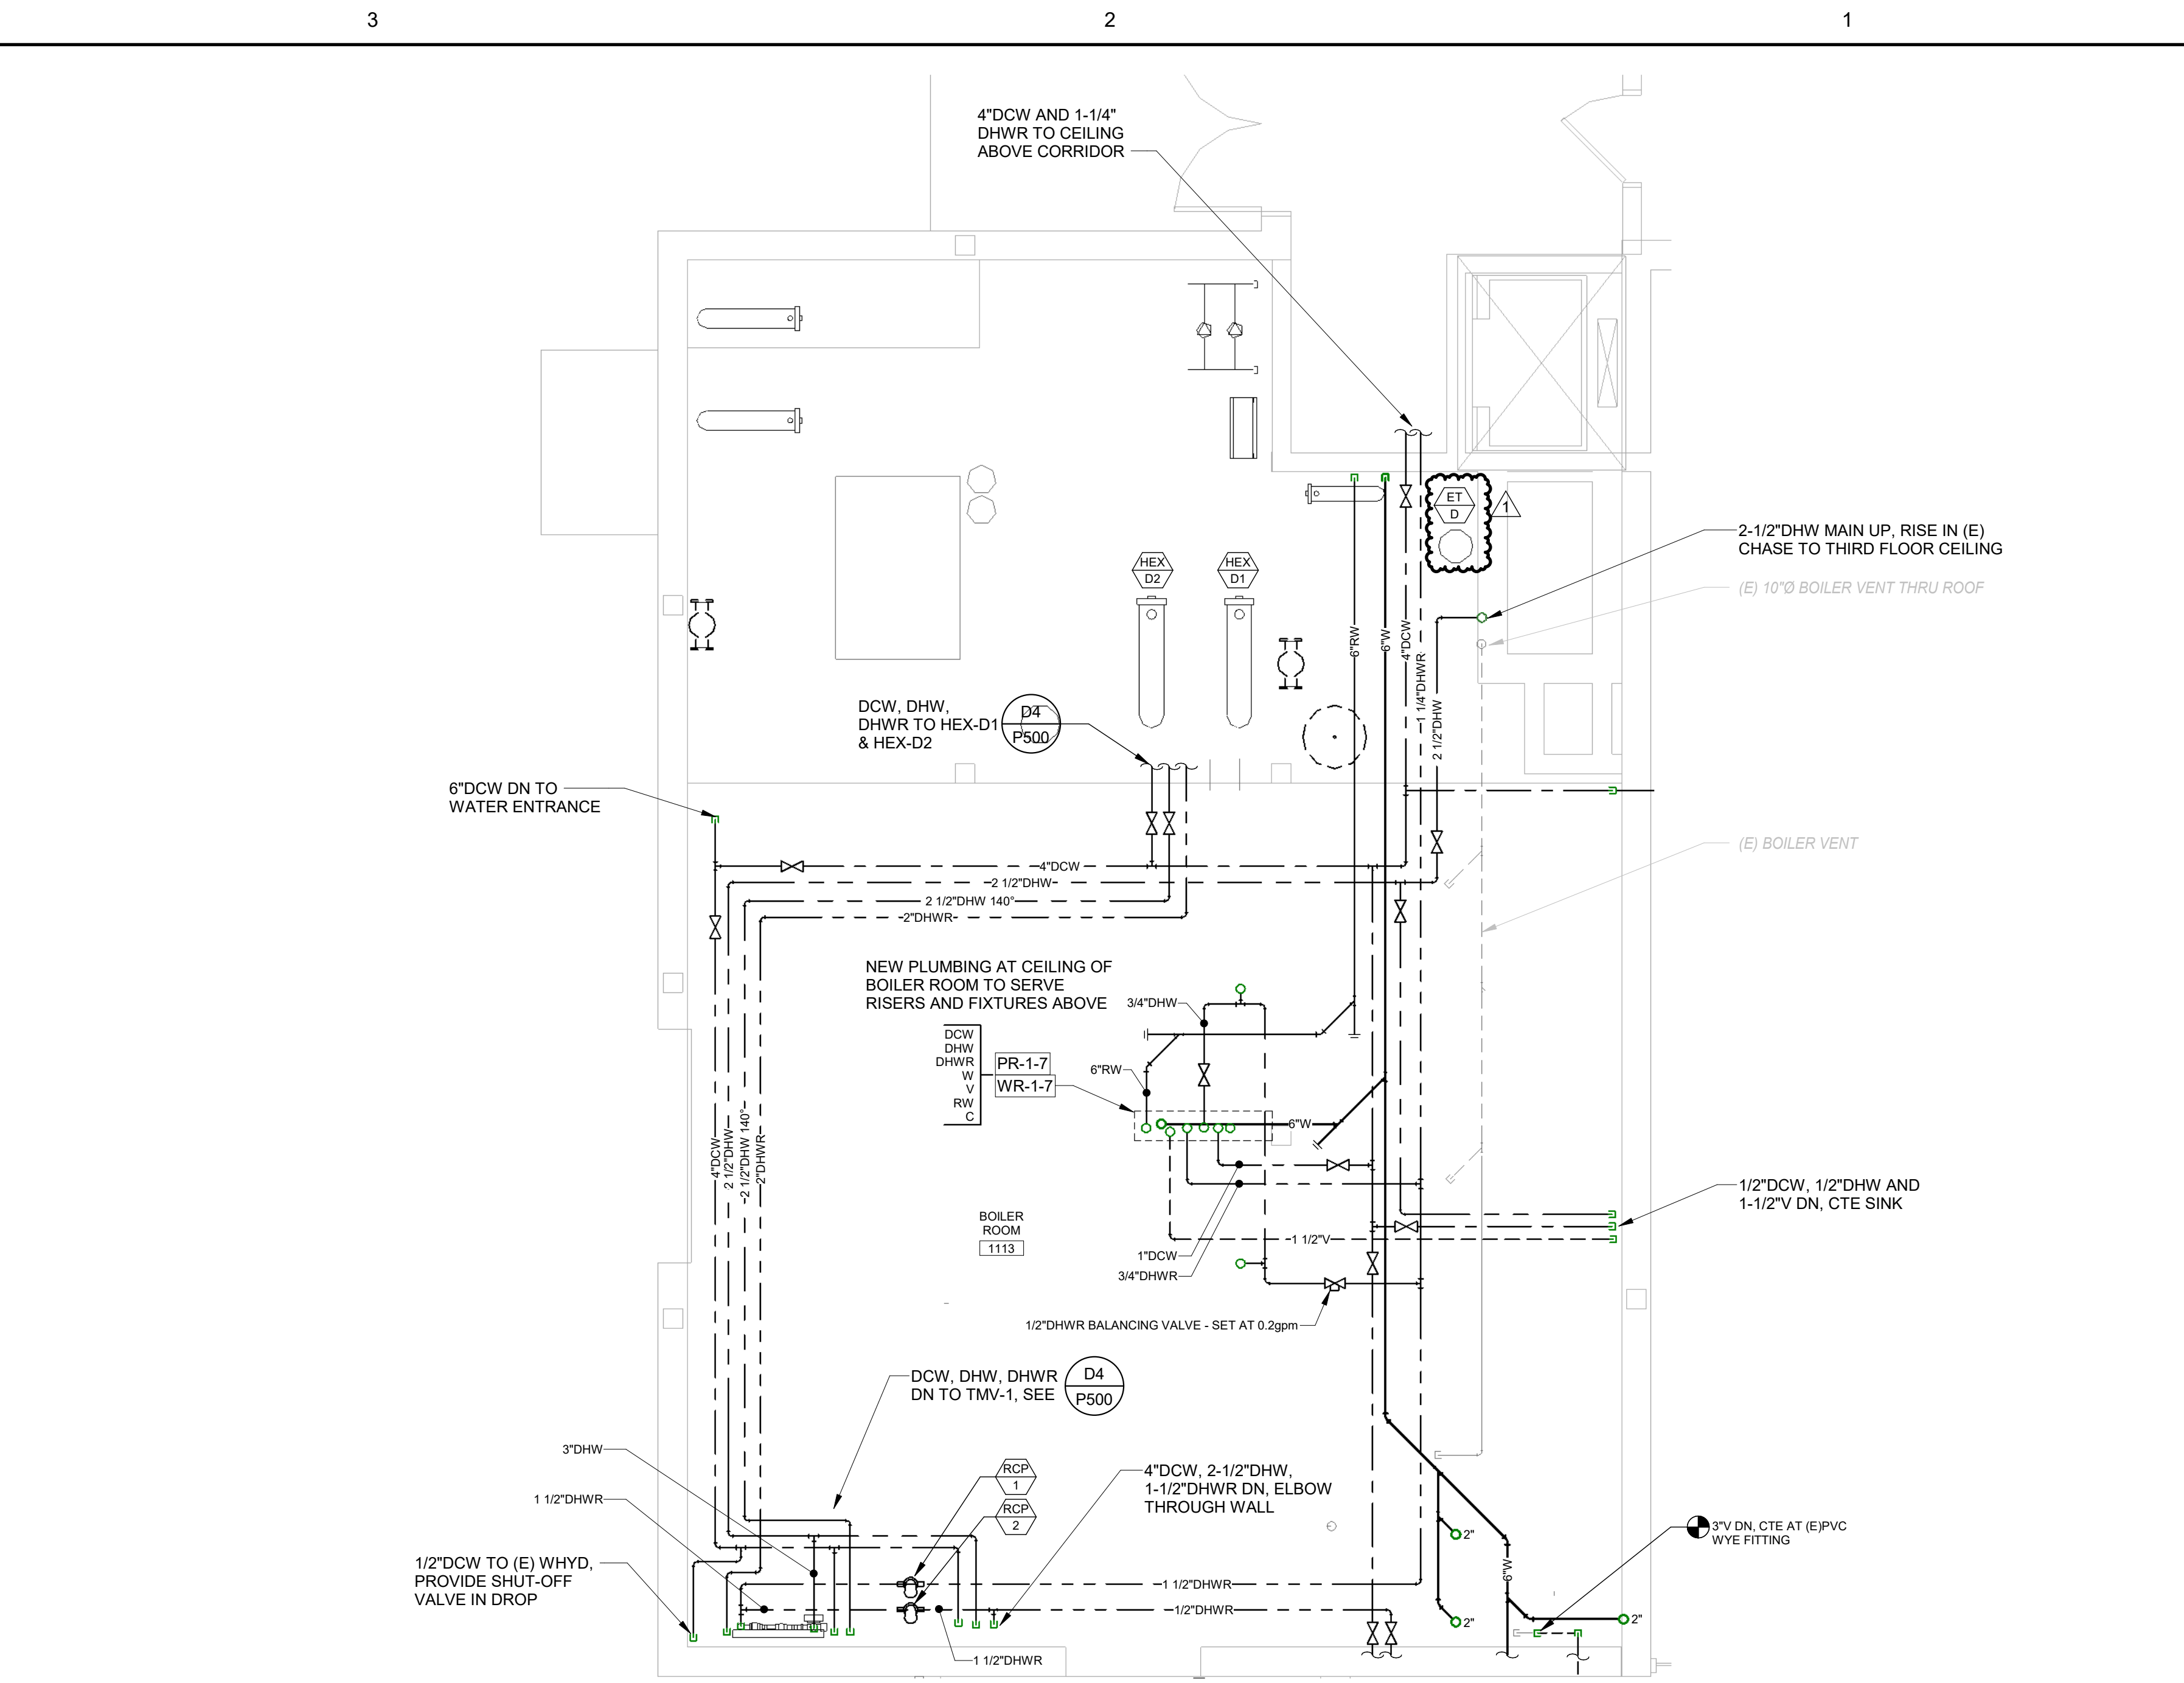 3
2
1
4"DCW AND 1-1/4"
DHWR TO CEILING
ABOVE CORRIDOR
ET
D
1
2-1/2"DHW MAIN UP, RISE IN (E)
CHASE TO THIRD FLOOR CEILING
(E) 10"Ø BOILER VENT THRU ROOF
HEX
D2
HEX
D1
6"RW
6"W
4"DCW
1 1/4"DHWR
2 1/2"DHW
DCW, DHW,
DHWR TO HEX-D1
& HEX-D2
D4
P500
6"DCW DN TO
WATER ENTRANCE
(E) BOILER VENT
4"DCW
2 1/2"DHW
2 1/2"DHW 140°
2"DHWR
NEW PLUMBING AT CEILING OF
BOILER ROOM TO SERVE
RISERS AND FIXTURES ABOVE
3/4"DHW
DCW
DHW
DHWR
W
V
RW
C
PR-1-7
WR-1-7
6"RW
6"W
4"DCW
2 1/2"DHW
2 1/2"DHW 140°
2"DHWR
1/2"DCW, 1/2"DHW AND
1-1/2"V DN, CTE SINK
BOILER
ROOM
1113
1 1/2"V
1"DCW
3/4"DHWR
1/2"DHWR BALANCING VALVE - SET AT 0.2gpm
DCW, DHW, DHWR
DN TO TMV-1, SEE
D4
P500
3"DHW
1 1/2"DHWR
RCP
1
RCP
2
4"DCW, 2-1/2"DHW,
1-1/2"DHWR DN, ELBOW
THROUGH WALL
2"
3"V DN, CTE AT (E)PVC
WYE FITTING
1/2"DCW TO (E) WHYD,
PROVIDE SHUT-OFF
VALVE IN DROP
6"W
1 1/2"DHWR
1/2"DHWR
2"
2"
1 1/2"DHWR